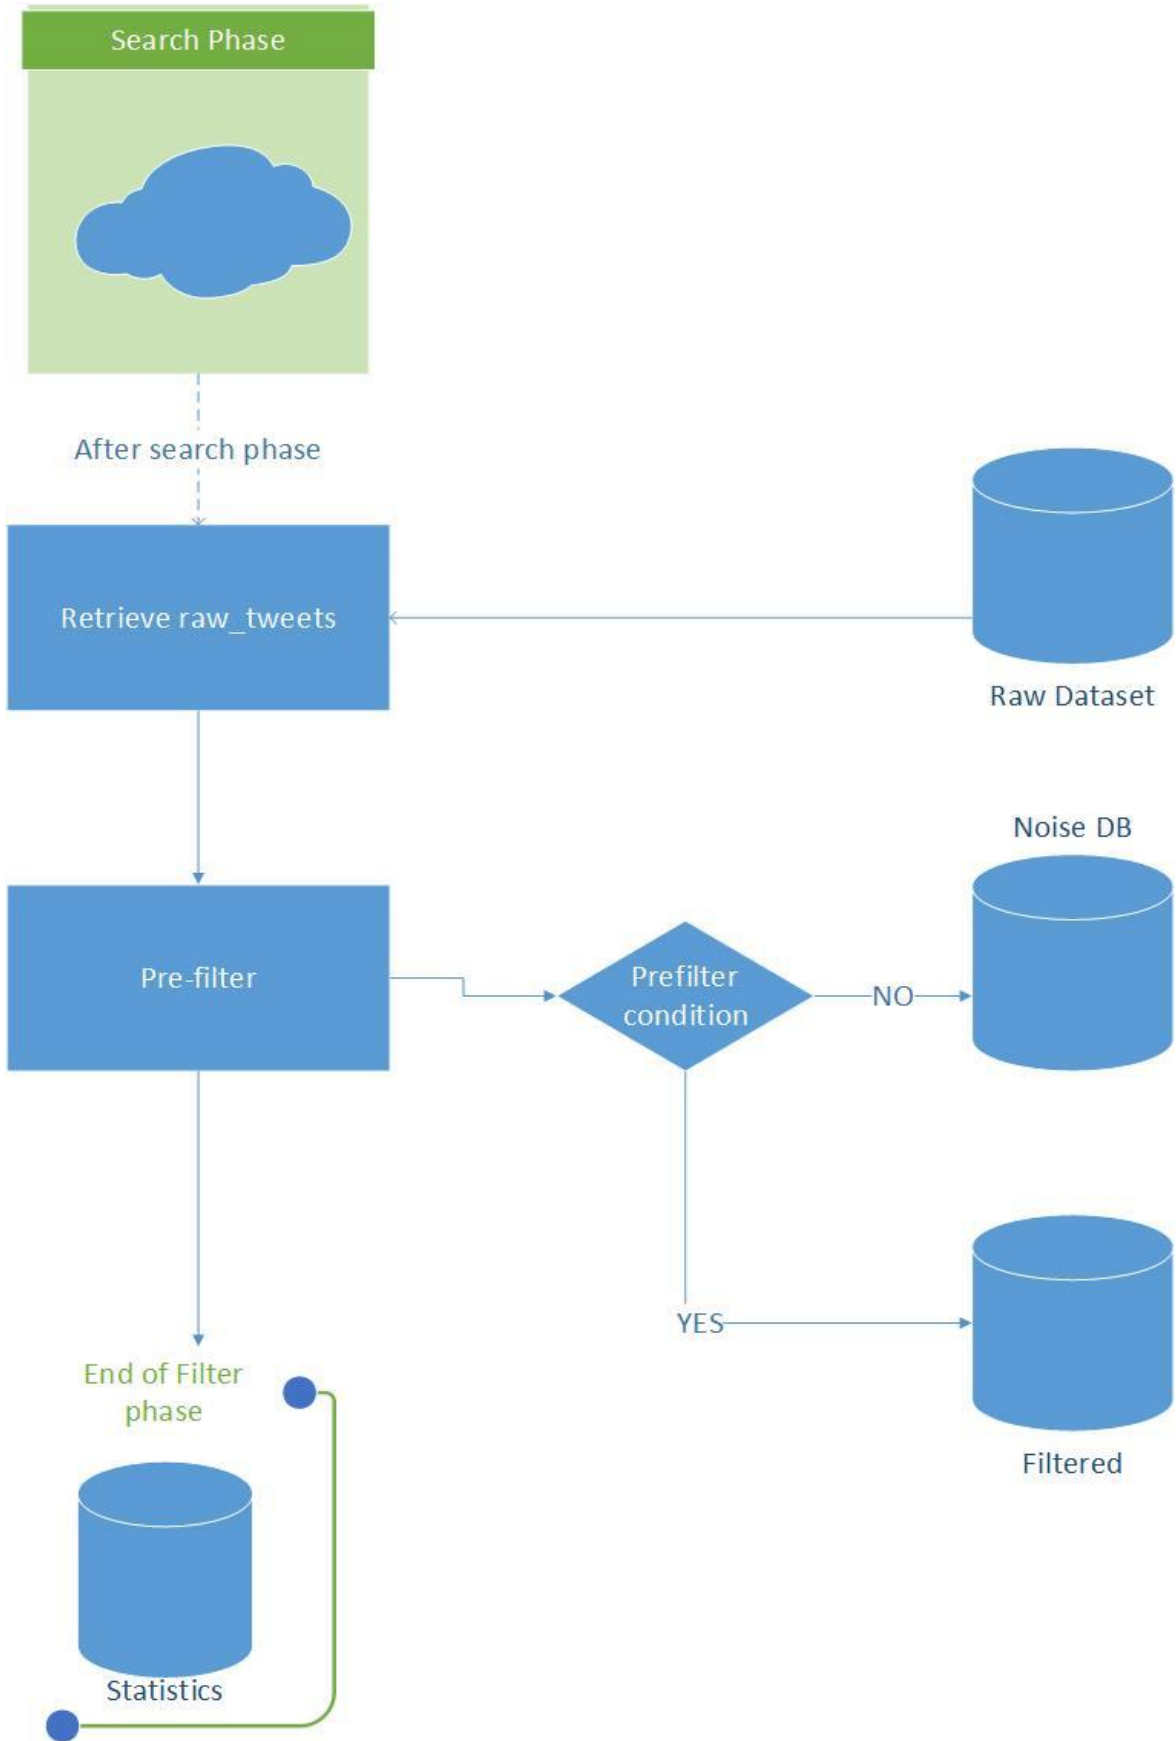 Search Phase
After search phase
Retrieve raw_tweets
Raw Dataset
Noise DB
Pre-filter
Prefilter
condition
NO
YES
End of Filter
phase
Filtered
Statistics